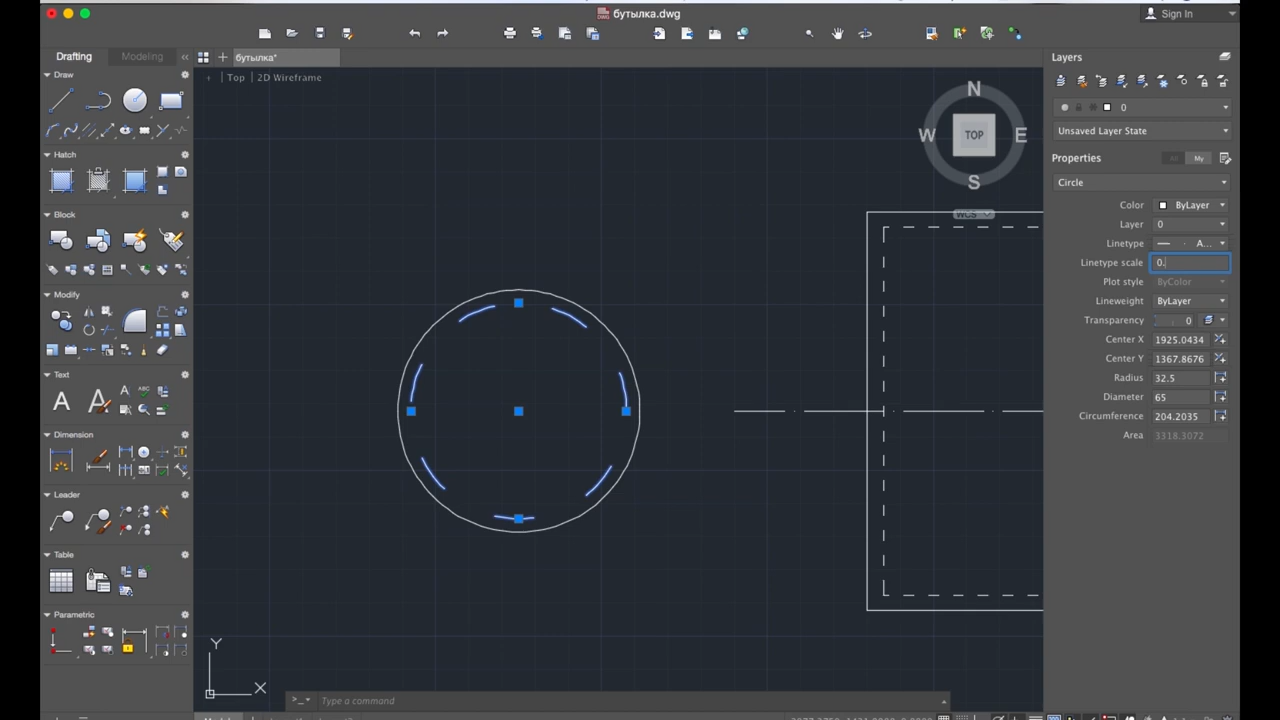 бутылка.dwg
Sign In
Drafting
Modeling
бутылка*
Top
2D Wireframe
Draw
Hatch
Block
Modify
Text
Dimension
Leader
Table
Parametric
N
W
TOP
E
S
WCS
Y
X
>_
Type a command
Layers
0
Unsaved Layer State
Properties
My
Circle
Color ByLayer
Layer 0
Linetype A...
Linetype scale 0.
Plot style ByColor
Lineweight ByLayer
Transparency 0
Center X 1925.0434
Center Y 1367.8676
Radius 32.5
Diameter 65
Circumference 204.2035
Area 3318.3072